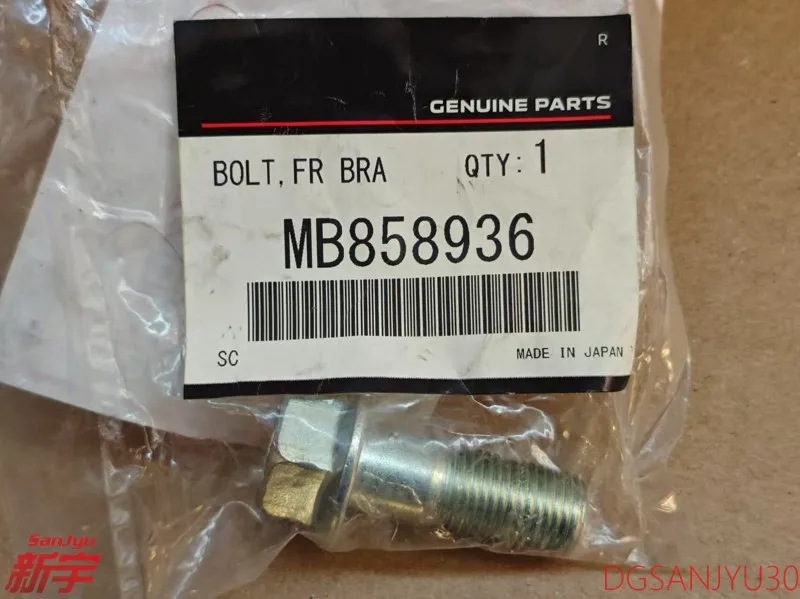 R
GENUINE PARTS
BOLT, FR BRA QTY: 1
MB858936
SC MADE IN JAPAN
SanJyu
新宇
DGSANJYU30